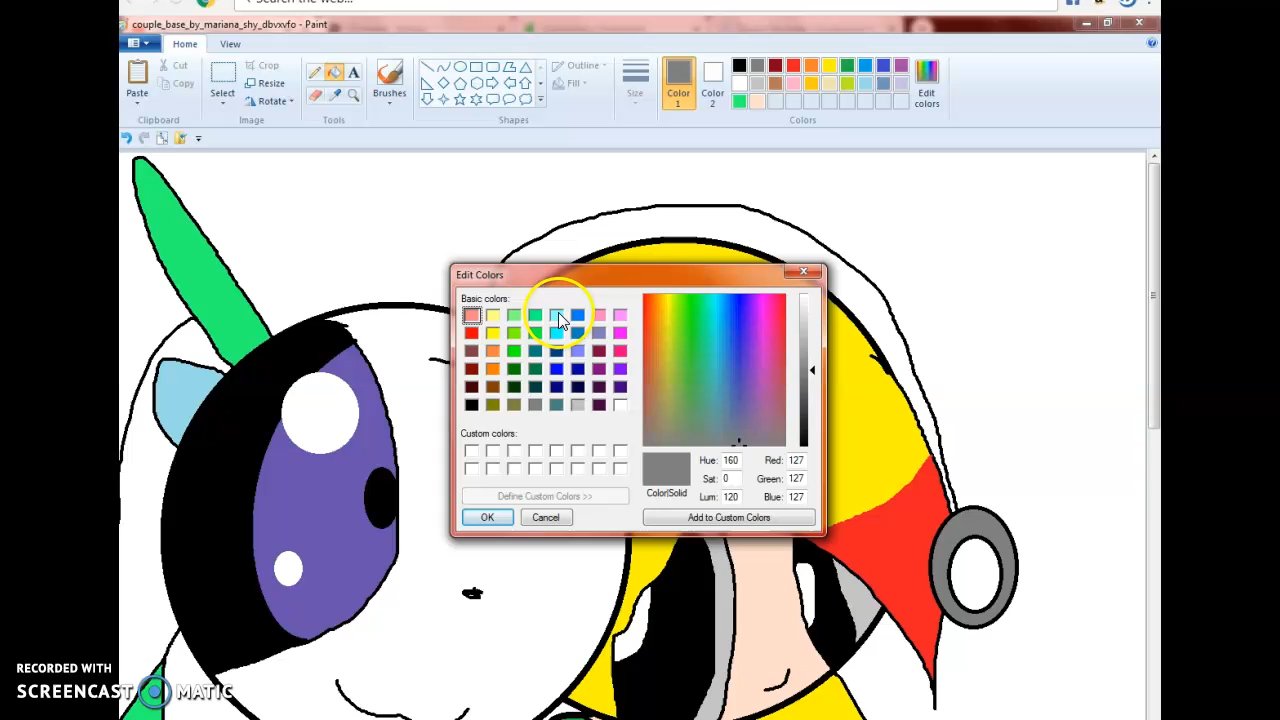 Search the web...
couple_base_by_mariana_shy_dbvxvfo - Paint
Home View
Paste
Cut
Copy
Clipboard
Select
Crop
Resize
Rotate
Image
A
Tools
Brushes
Outline
Fill
Shapes
Size
Color 1
Color 2
Edit colors
Colors
Edit Colors
Basic colors:
Custom colors:
Define Custom Colors >>
OK Cancel
Color|Solid
Hue: 160 Red: 127
Sat: 0 Green: 127
Lum: 120 Blue: 127
Add to Custom Colors
RECORDED WITH
SCREENCAST MATIC